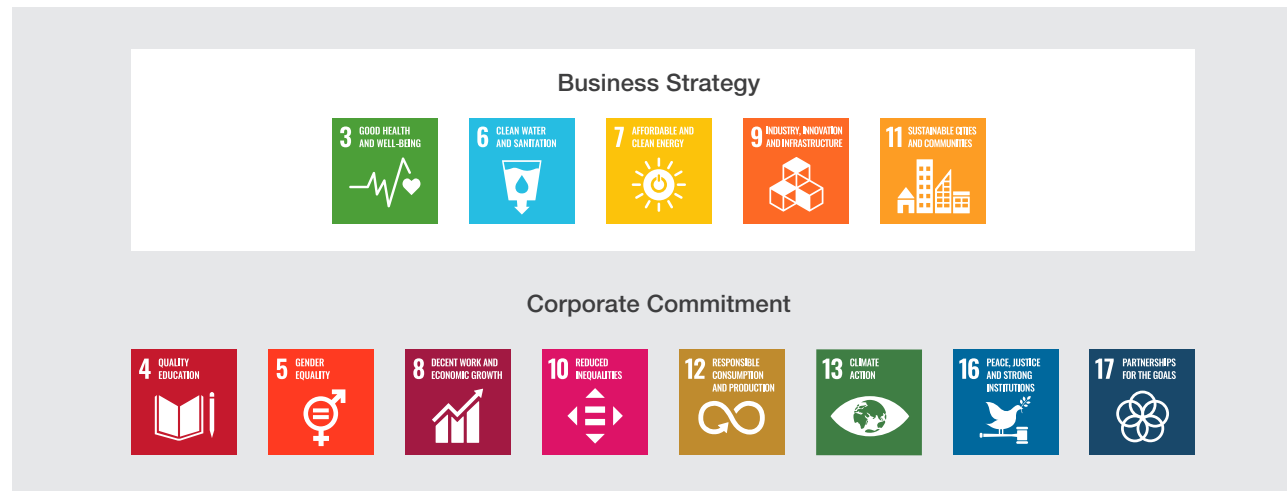 Business Strategy
3 GOOD HEALTH
AND WELL-BEING
6 CLEAN WATER
AND SANITATION
7 AFFORDABLE AND
CLEAN ENERGY
9 INDUSTRY, INNOVATION
AND INFRASTRUCTURE
11 SUSTAINABLE CITIES
AND COMMUNITIES
Corporate Commitment
4 QUALITY
EDUCATION
5 GENDER
EQUALITY
8 DECENT WORK AND
ECONOMIC GROWTH
10 REDUCED
INEQUALITIES
12 RESPONSIBLE
CONSUMPTION
AND PRODUCTION
13 CLIMATE
ACTION
16 PEACE, JUSTICE
AND STRONG
INSTITUTIONS
17 PARTNERSHIPS
FOR THE GOALS